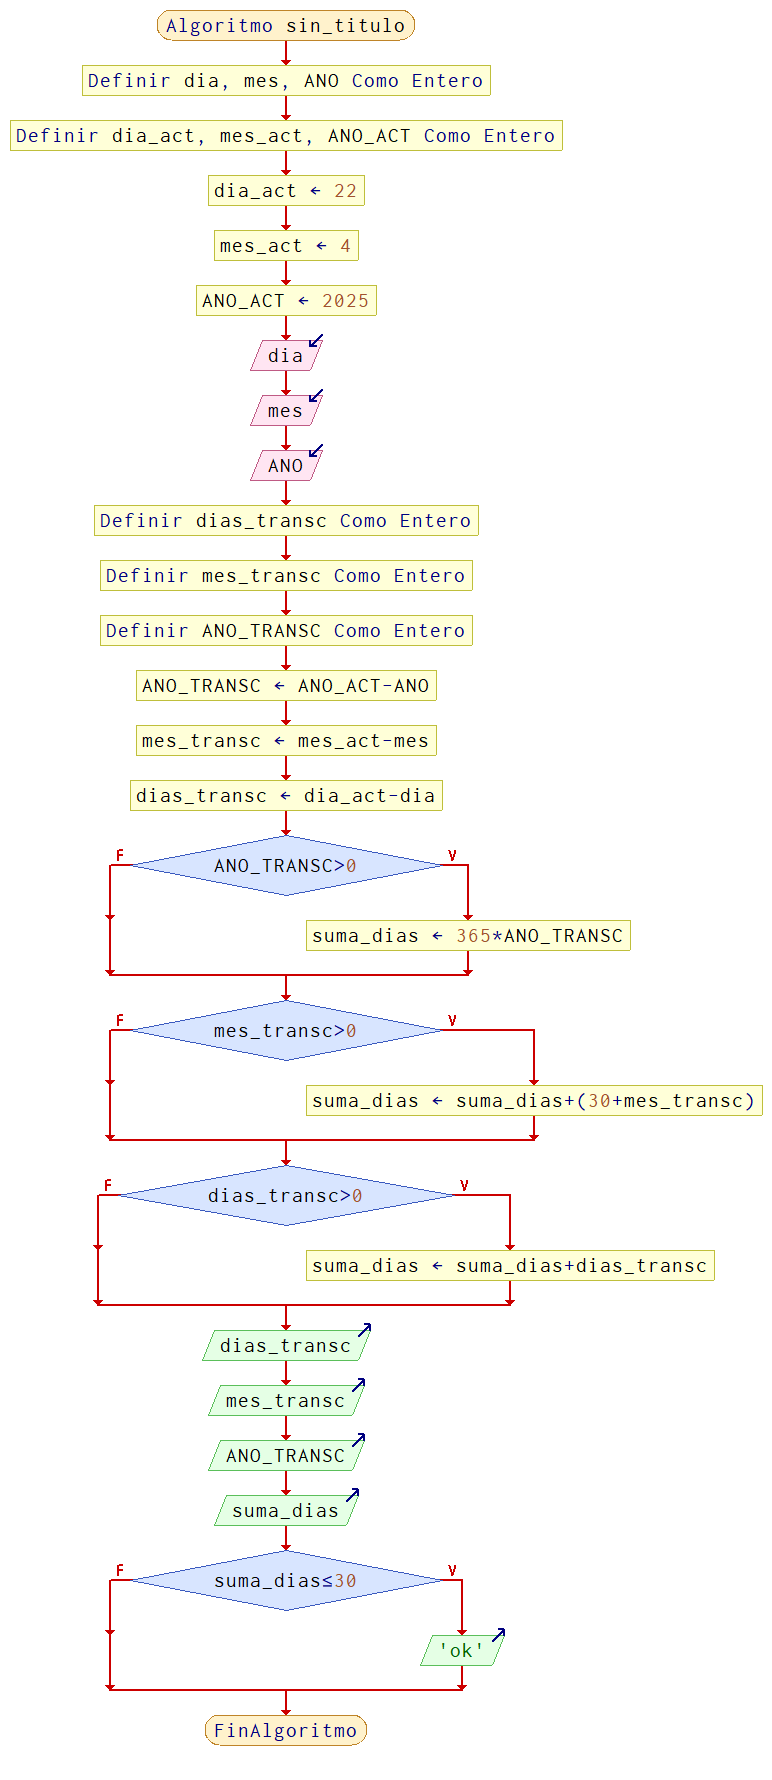 Algoritmo sin_titulo
Definir dia, mes, ANO Como Entero
Definir dia_act, mes_act, ANO_ACT Como Entero
dia_act ← 22
mes_act ← 4
ANO_ACT ← 2025
dia
mes
ANO
Definir dias_transc Como Entero
Definir mes_transc Como Entero
Definir ANO_TRANSC Como Entero
ANO_TRANSC ← ANO_ACT-ANO
mes_transc ← mes_act-mes
dias_transc ← dia_act-dia
F V
ANO_TRANSC>0
suma_dias ← 365*ANO_TRANSC
F V
mes_transc>0
suma_dias ← suma_dias+(30+mes_transc)
F V
dias_transc>0
suma_dias ← suma_dias+dias_transc
dias_transc
mes_transc
ANO_TRANSC
suma_dias
F V
suma_dias≤30
'ok'
FinAlgoritmo